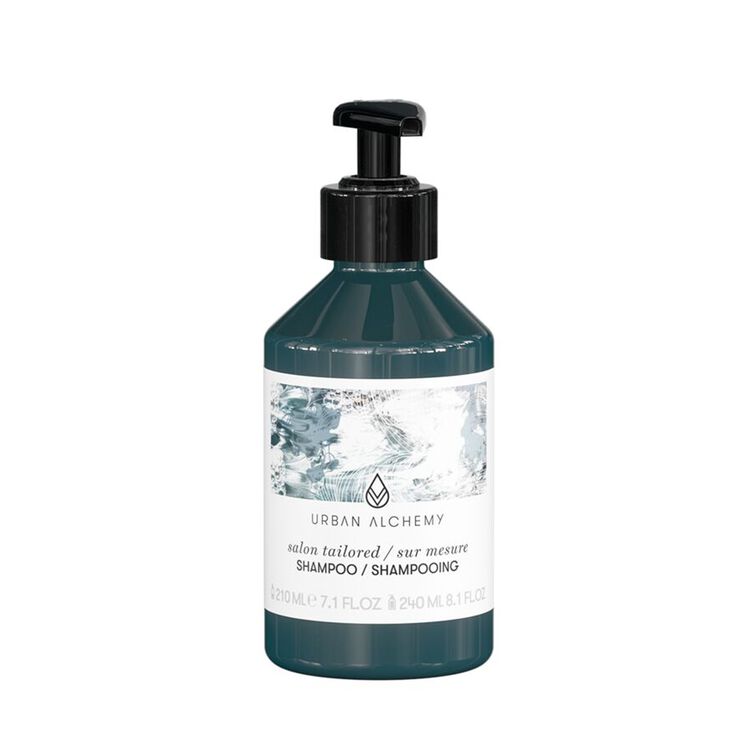 URBAN ALCHEMY
salon tailored / sur mesure
SHAMPOO / SHAMPOOING
210 ML ℮ 7.1 FL.OZ 240 ML 8.1 FL.OZ